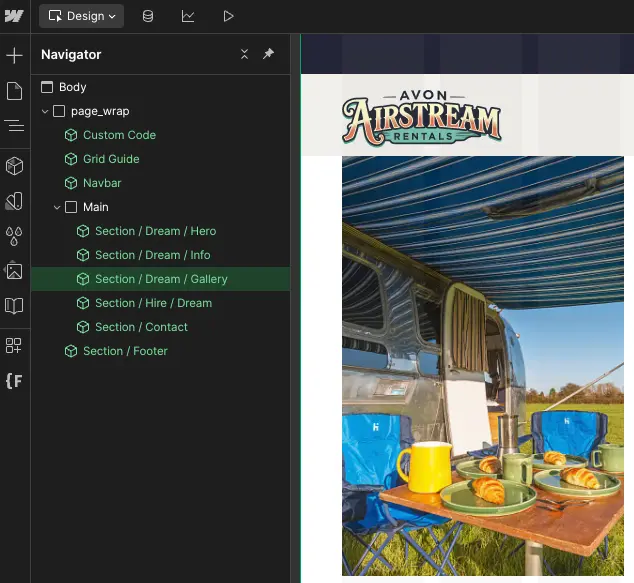 Design
Navigator
Body
page_wrap
Custom Code
Grid Guide
Navbar
Main
Section / Dream / Hero
Section / Dream / Info
Section / Dream / Gallery
Section / Hire / Dream
Section / Contact
Section / Footer
{F
AVON
AIRSTREAM
RENTALS